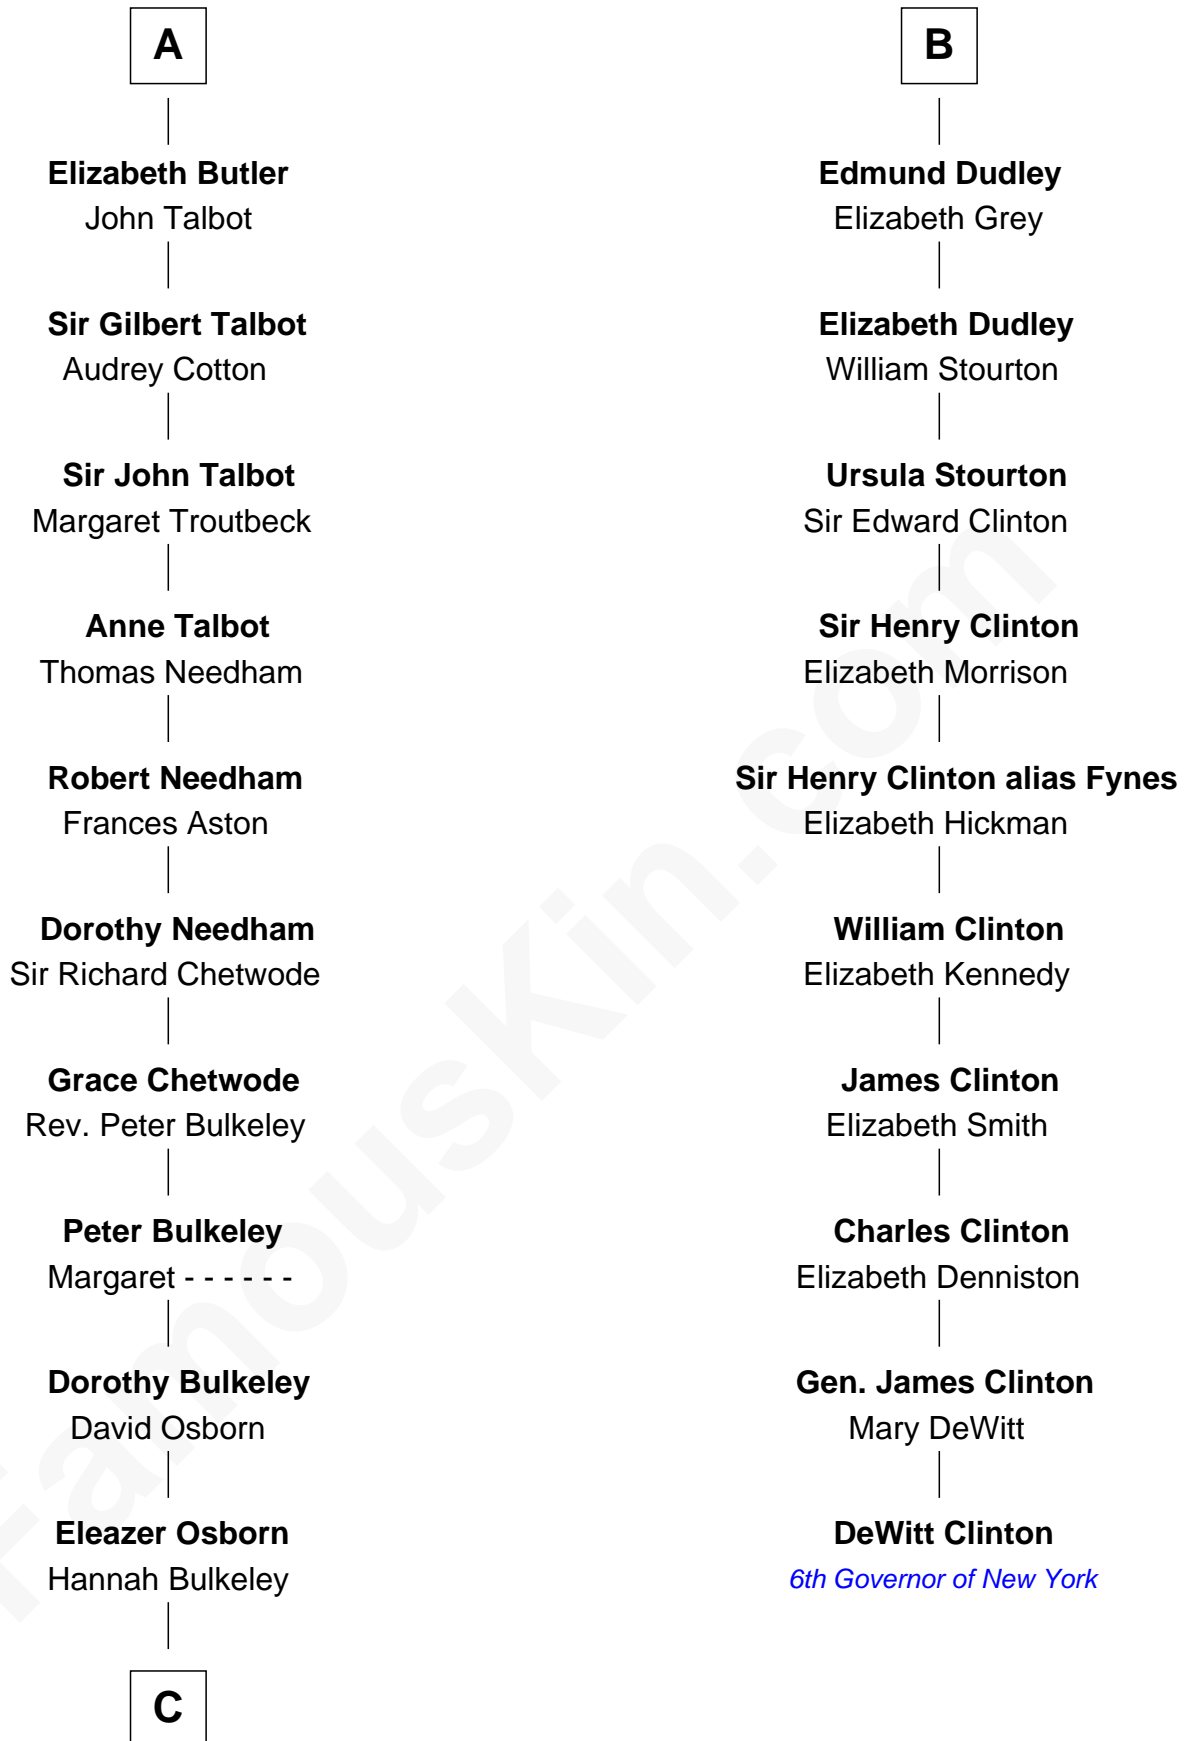 A
Elizabeth Butler
John Talbot
Sir Gilbert Talbot
Audrey Cotton
Sir John Talbot
Margaret Troutbeck
Anne Talbot
Thomas Needham
Robert Needham
Frances Aston
Dorothy Needham
Sir Richard Chetwode
Grace Chetwode
Rev. Peter Bulkeley
Peter Bulkeley
Margaret - - - - - -
Dorothy Bulkeley
David Osborn
Eleazer Osborn
Hannah Bulkeley
C
B
Edmund Dudley
Elizabeth Grey
Elizabeth Dudley
William Stourton
Ursula Stourton
Sir Edward Clinton
Sir Henry Clinton
Elizabeth Morrison
Sir Henry Clinton alias Fynes
Elizabeth Hickman
William Clinton
Elizabeth Kennedy
James Clinton
Elizabeth Smith
Charles Clinton
Elizabeth Denniston
Gen. James Clinton
Mary DeWitt
DeWitt Clinton
6th Governor of New York
FamousKin.com